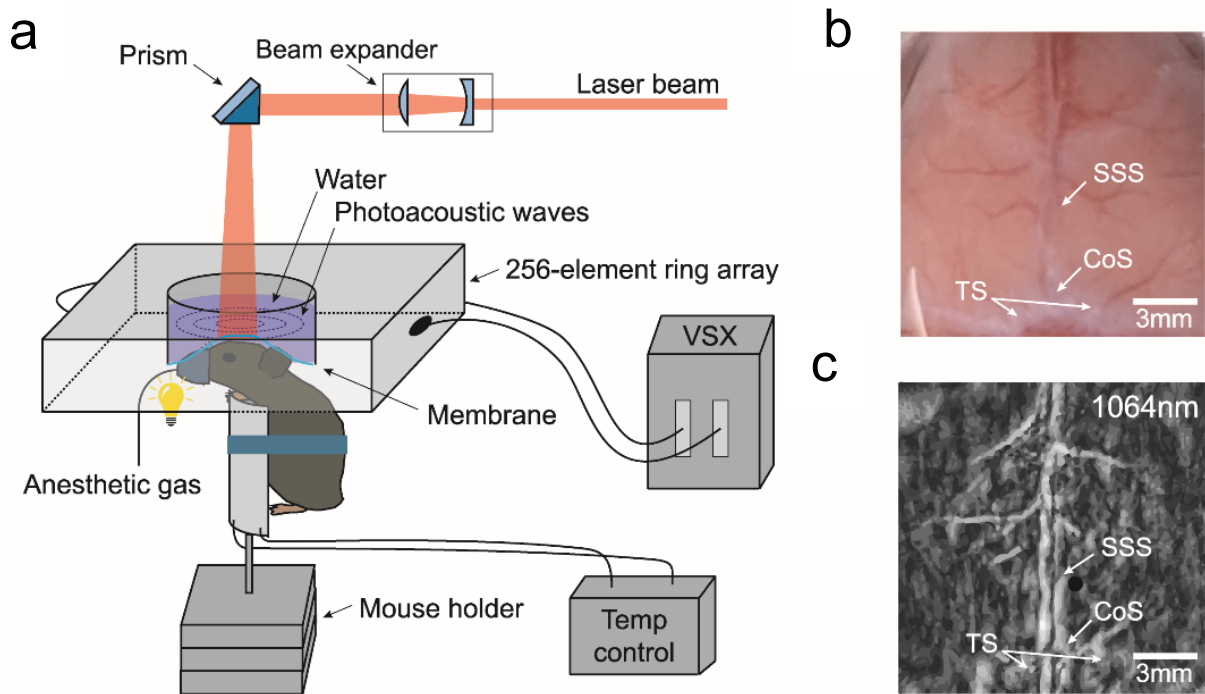 a
Prism
Beam expander
Laser beam
Water
Photoacoustic waves
256-element ring array
VSX
Membrane
Anesthetic gas
Mouse holder
Temp
control
b
SSS
CoS
TS
3mm
c
1064nm
SSS
CoS
TS
3mm